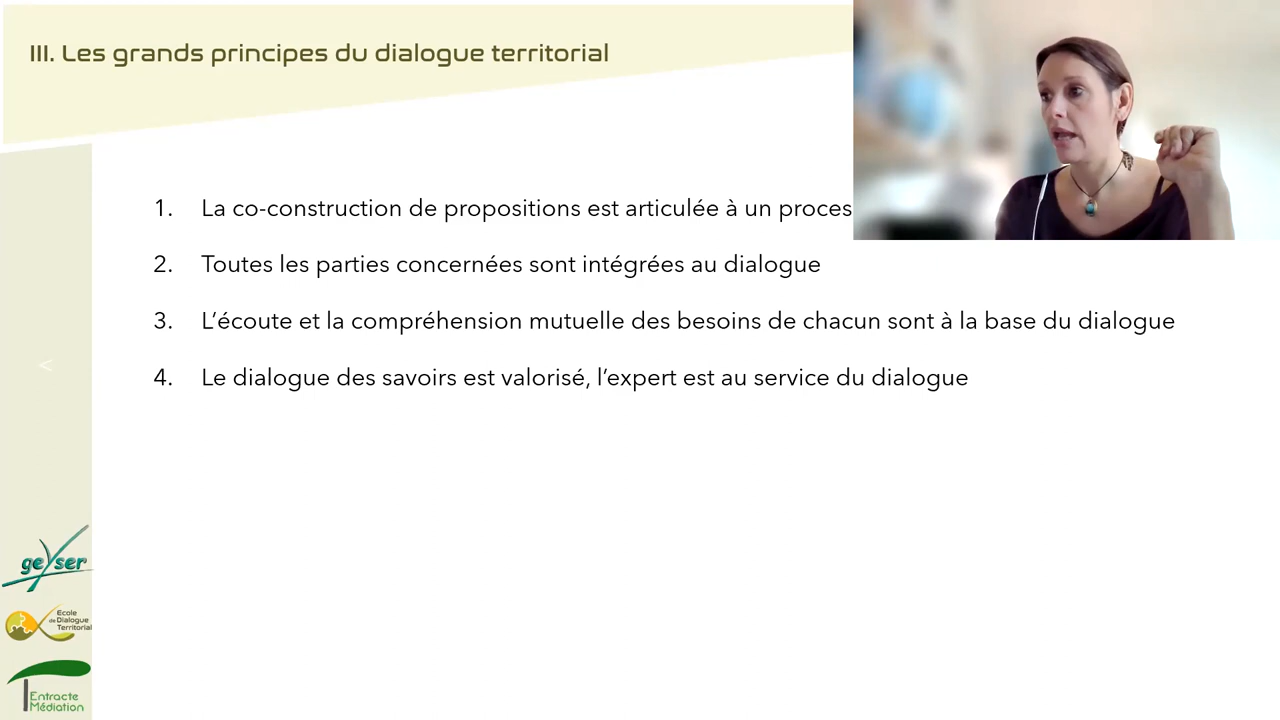 III. Les grands principes du dialogue territorial
1. La co-construction de propositions est articulée à un proces
2. Toutes les parties concernées sont intégrées au dialogue
3. L’écoute et la compréhension mutuelle des besoins de chacun sont à la base du dialogue
4. Le dialogue des savoirs est valorisé, l’expert est au service du dialogue
<
geyser
Ecole
de Dialogue
Territorial
Entracte
Médiation